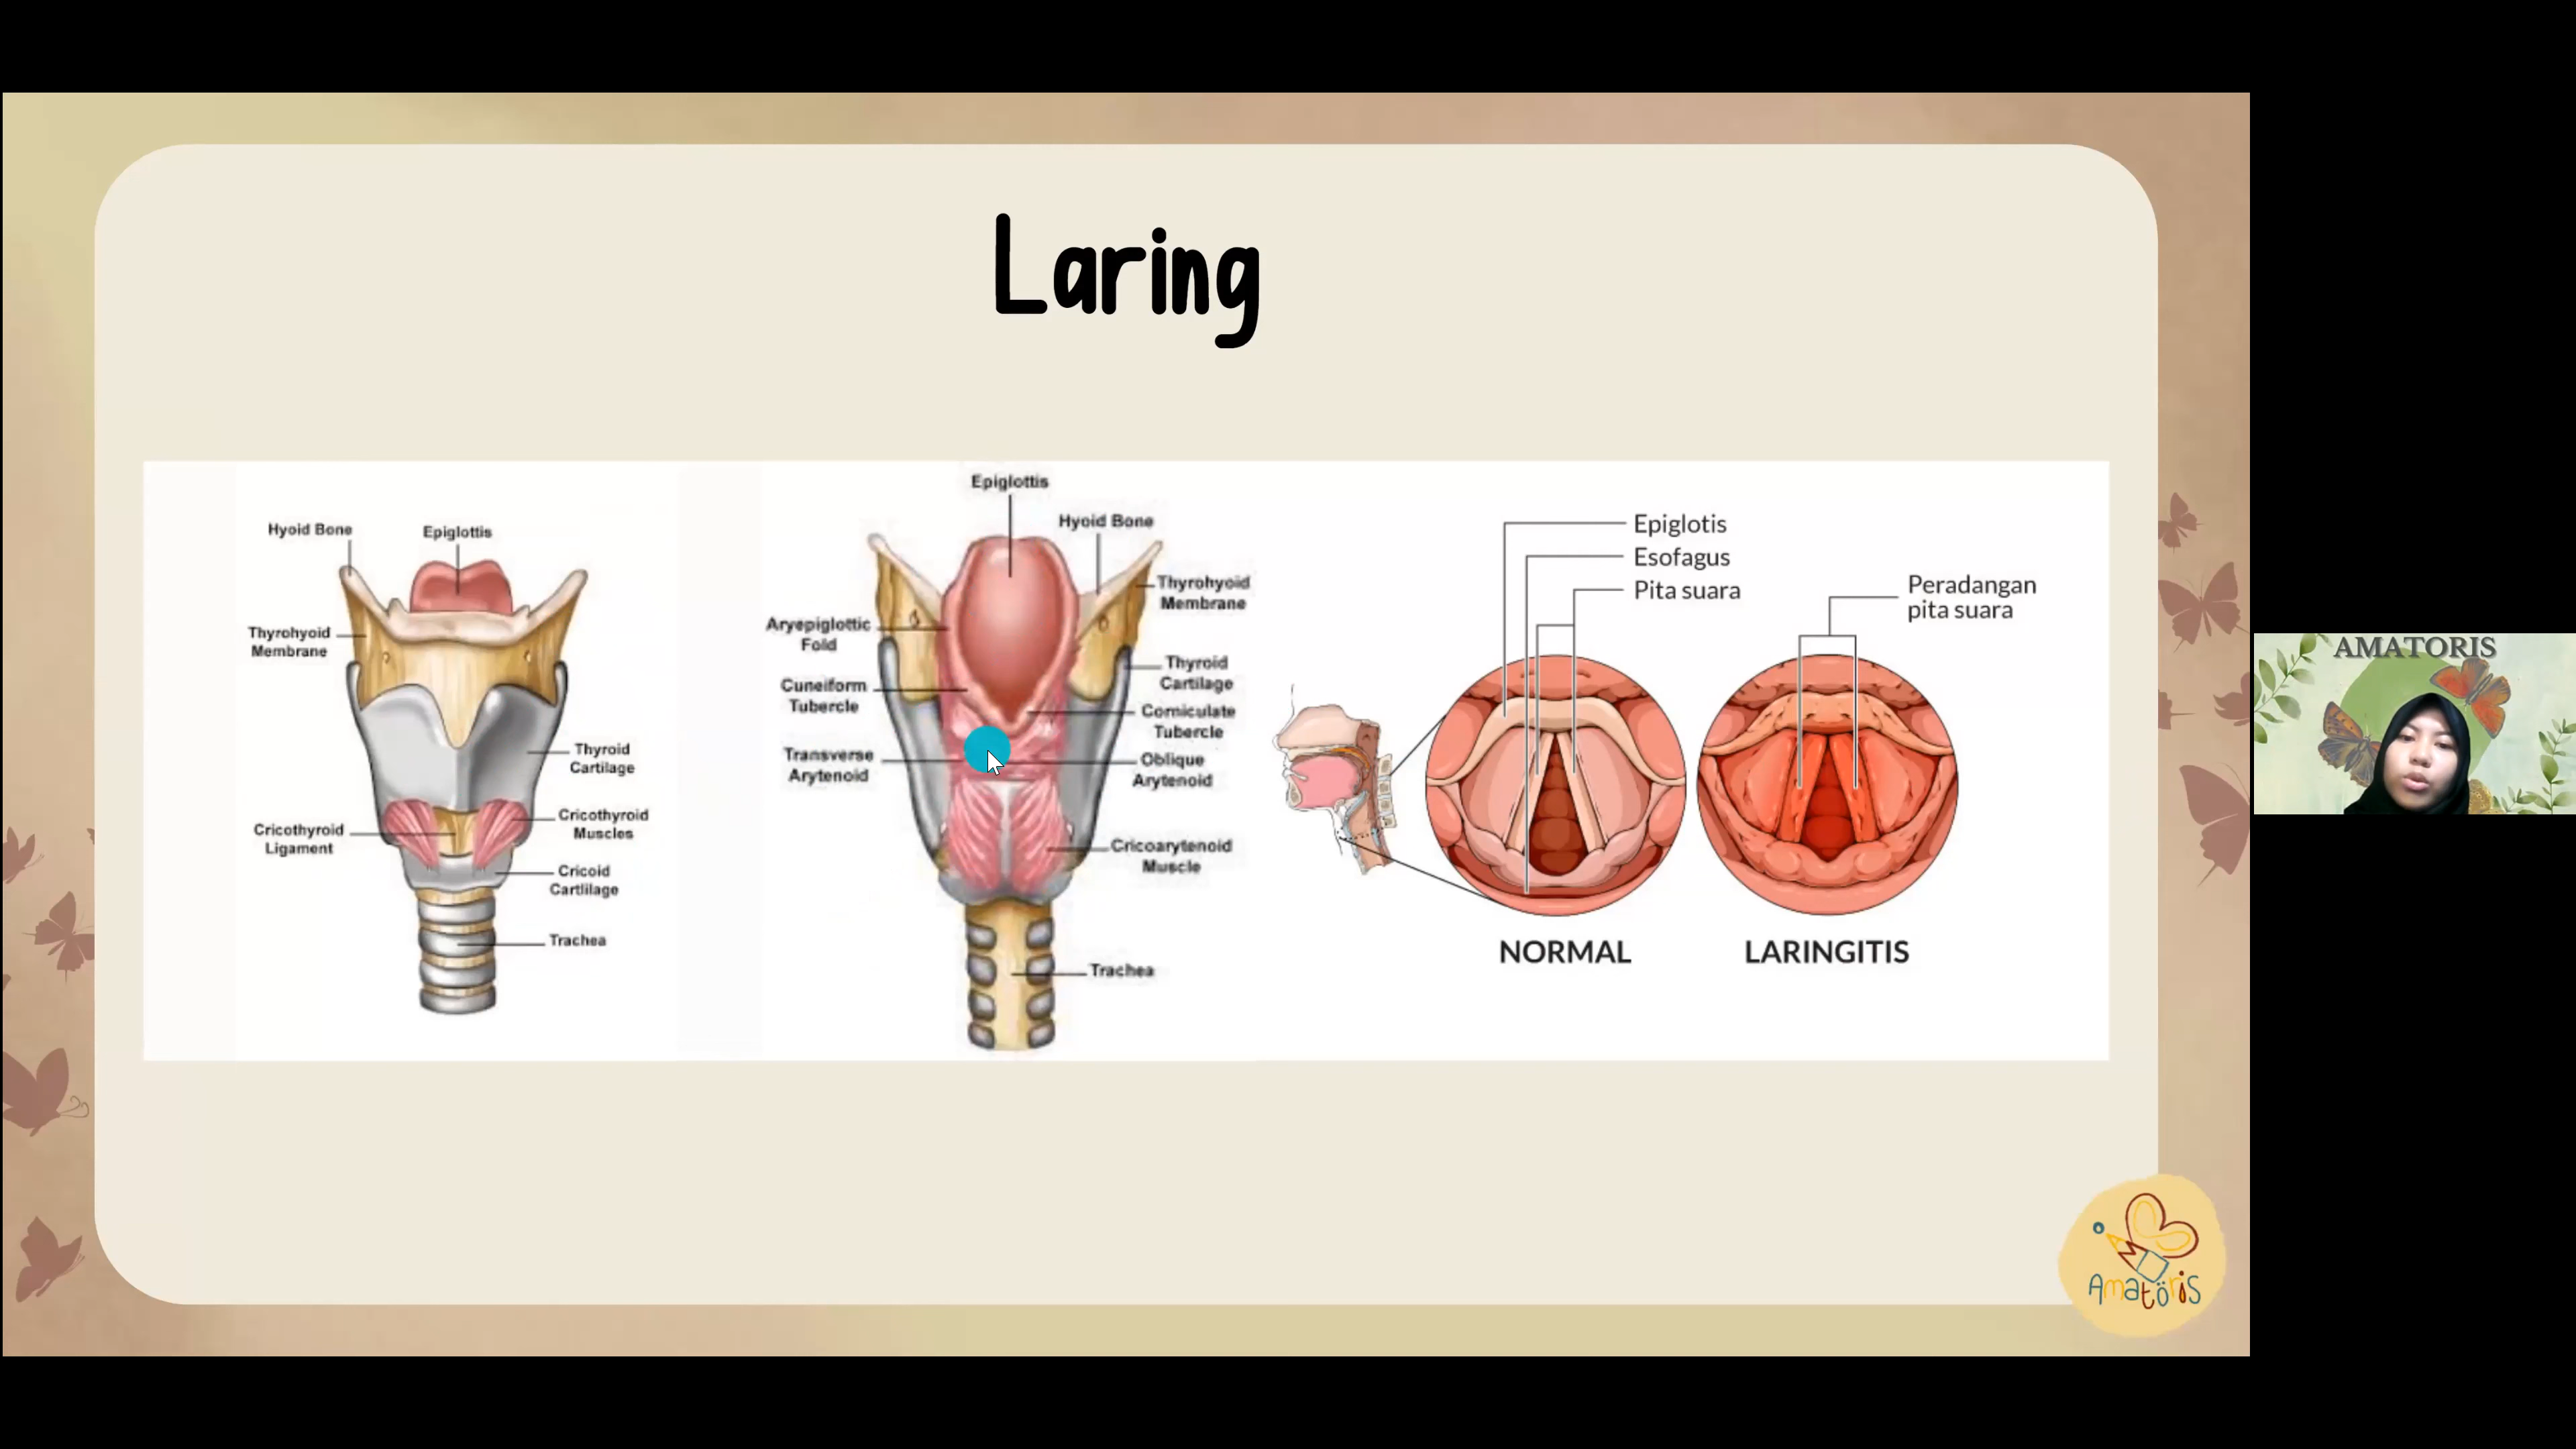 Laring
Hyoid Bone
Epiglottis
Thyrohyoid
Membrane
Thyroid
Cartilage
Cricothyroid
Muscles
Cricothyroid
Ligament
Cricoid
Cartlilage
Trachea
Epiglottis
Hyoid Bone
Thyrohyoid
Membrane
Aryepiglottic
Fold
Thyroid
Cartilage
Cuneiform
Tubercle
Corniculate
Tubercle
Transverse
Arytenoid
Oblique
Arytenoid
Cricoarytenoid
Muscle
Trachea
Epiglotis
Esofagus
Pita suara
Peradangan
pita suara
NORMAL
LARINGITIS
AMATORIS
Amatöris